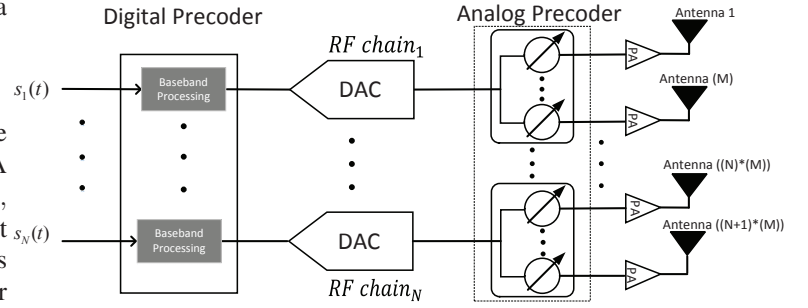 Digital Precoder
Analog Precoder
Antenna 1
a
RF chain1
PA
s1(t)
Baseband
Processing
DAC
Antenna (M)
PA
e
A
Antenna ((N)*(M))
,
PA
t
sN(t)
Baseband
Processing
DAC
Antenna ((N+1)*(M))
s
PA
r
RF chainN